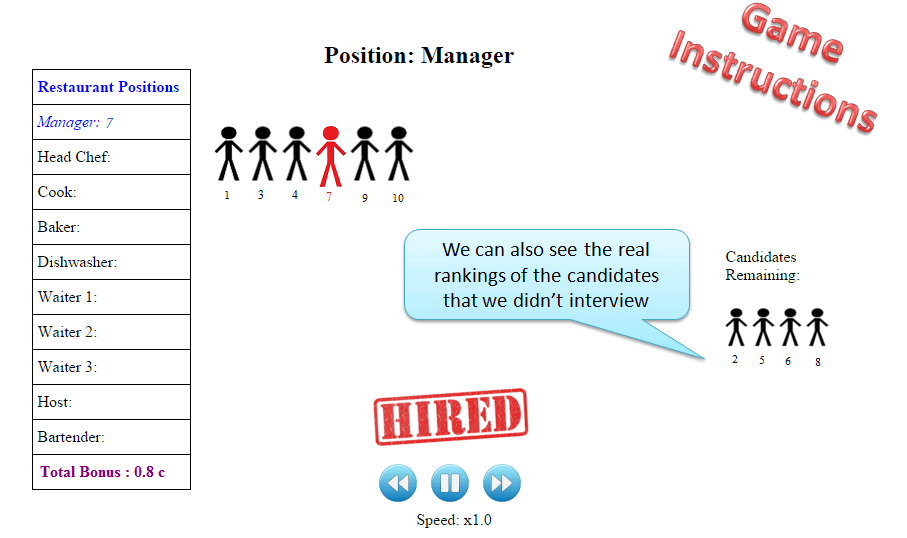 Game
Instructions
Position: Manager
Restaurant Positions
Manager: 7
Head Chef:
Cook:
Baker:
Dishwasher:
Waiter 1:
Waiter 2:
Waiter 3:
Host:
Bartender:
Total Bonus : 0.8 c
1 3 4 7 9 10
We can also see the real
rankings of the candidates
that we didn't interview
Candidates
Remaining:
2 5 6 8
HIRED
Speed: x1.0